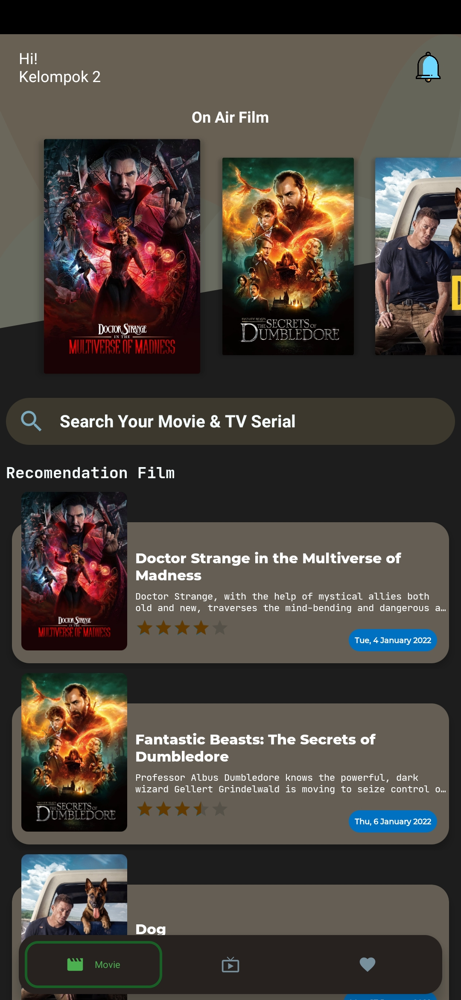 Hi!
Kelompok 2
On Air Film
DOCTOR STRANGE
IN THE
MULTIVERSE OF MADNESS
FANTASTIC BEASTS
THE SECRETS OF
DUMBLEDORE
D
Search Your Movie & TV Serial
Recomendation Film
DOCTOR STRANGE
IN THE
MULTIVERSE OF MADNESS
Doctor Strange in the Multiverse of
Madness
Doctor Strange, with the help of mystical allies both
old and new, traverses the mind-bending and dangerous a…
Tue, 4 January 2022
FANTASTIC BEASTS
THE SECRETS OF
DUMBLEDORE
Fantastic Beasts: The Secrets of
Dumbledore
Professor Albus Dumbledore knows the powerful, dark
wizard Gellert Grindelwald is moving to seize control o…
Thu, 6 January 2022
Dog
Movie